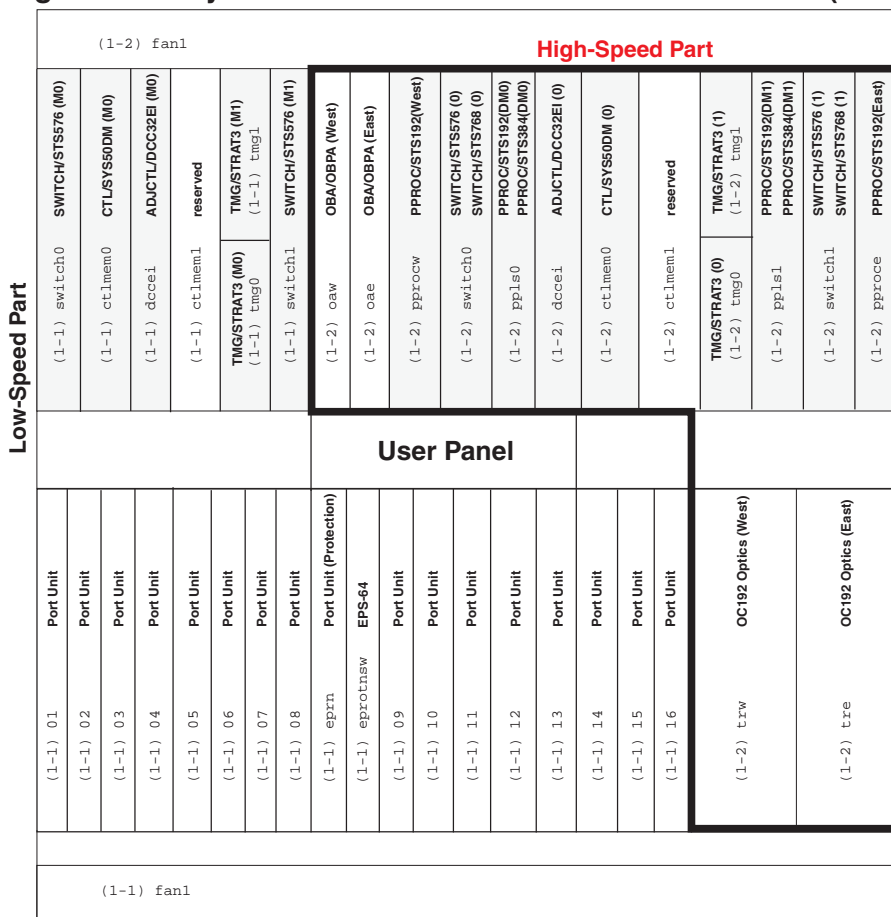 (1-2) fan1
High-Speed Part
Low-Speed Part
(1-1) switch0 SWITCH/STS576 (M0)
(1-1) ctlmem0 CTL/SYS50DM (M0)
(1-1) dccei ADJCTL/DCC32EI (M0)
(1-1) ctlmem1 reserved
TMG/STRAT3 (M1)
(1-1) tmg1
TMG/STRAT3 (M0)
(1-1) tmg0
(1-1) switch1 SWITCH/STS576 (M1)
(1-2) oaw OBA/OBPA (West)
(1-2) oae OBA/OBPA (East)
(1-2) pprocw PPROC/STS192(West)
SWITCH/STS576 (0)
(1-2) switch0 SWITCH/STS768 (0)
PPROC/STS192(DM0)
(1-2) ppls0 PPROC/STS384(DM0)
(1-2) dccei ADJCTL/DCC32EI (0)
(1-2) ctlmem0 CTL/SYS50DM (0)
(1-2) ctlmem1 reserved
TMG/STRAT3 (1)
(1-2) tmg1
TMG/STRAT3 (0)
(1-2) tmg0
PPROC/STS192(DM1)
(1-2) ppls1 PPROC/STS384(DM1)
SWITCH/STS576 (1)
(1-2) switch1 SWITCH/STS768 (1)
(1-2) pproce PPROC/STS192(East)
User Panel
(1-1) 01 Port Unit
(1-1) 02 Port Unit
(1-1) 03 Port Unit
(1-1) 04 Port Unit
(1-1) 05 Port Unit
(1-1) 06 Port Unit
(1-1) 07 Port Unit
(1-1) 08 Port Unit
(1-1) eprn Port Unit (Protection)
(1-1) eprotnsw EPS-64
(1-1) 09 Port Unit
(1-1) 10 Port Unit
(1-1) 11 Port Unit
(1-1) 12 Port Unit
(1-1) 13 Port Unit
(1-1) 14 Port Unit
(1-1) 15 Port Unit
(1-1) 16 Port Unit
(1-2) trw OC192 Optics (West)
(1-2) tre OC192 Optics (East)
(1-1) fan1